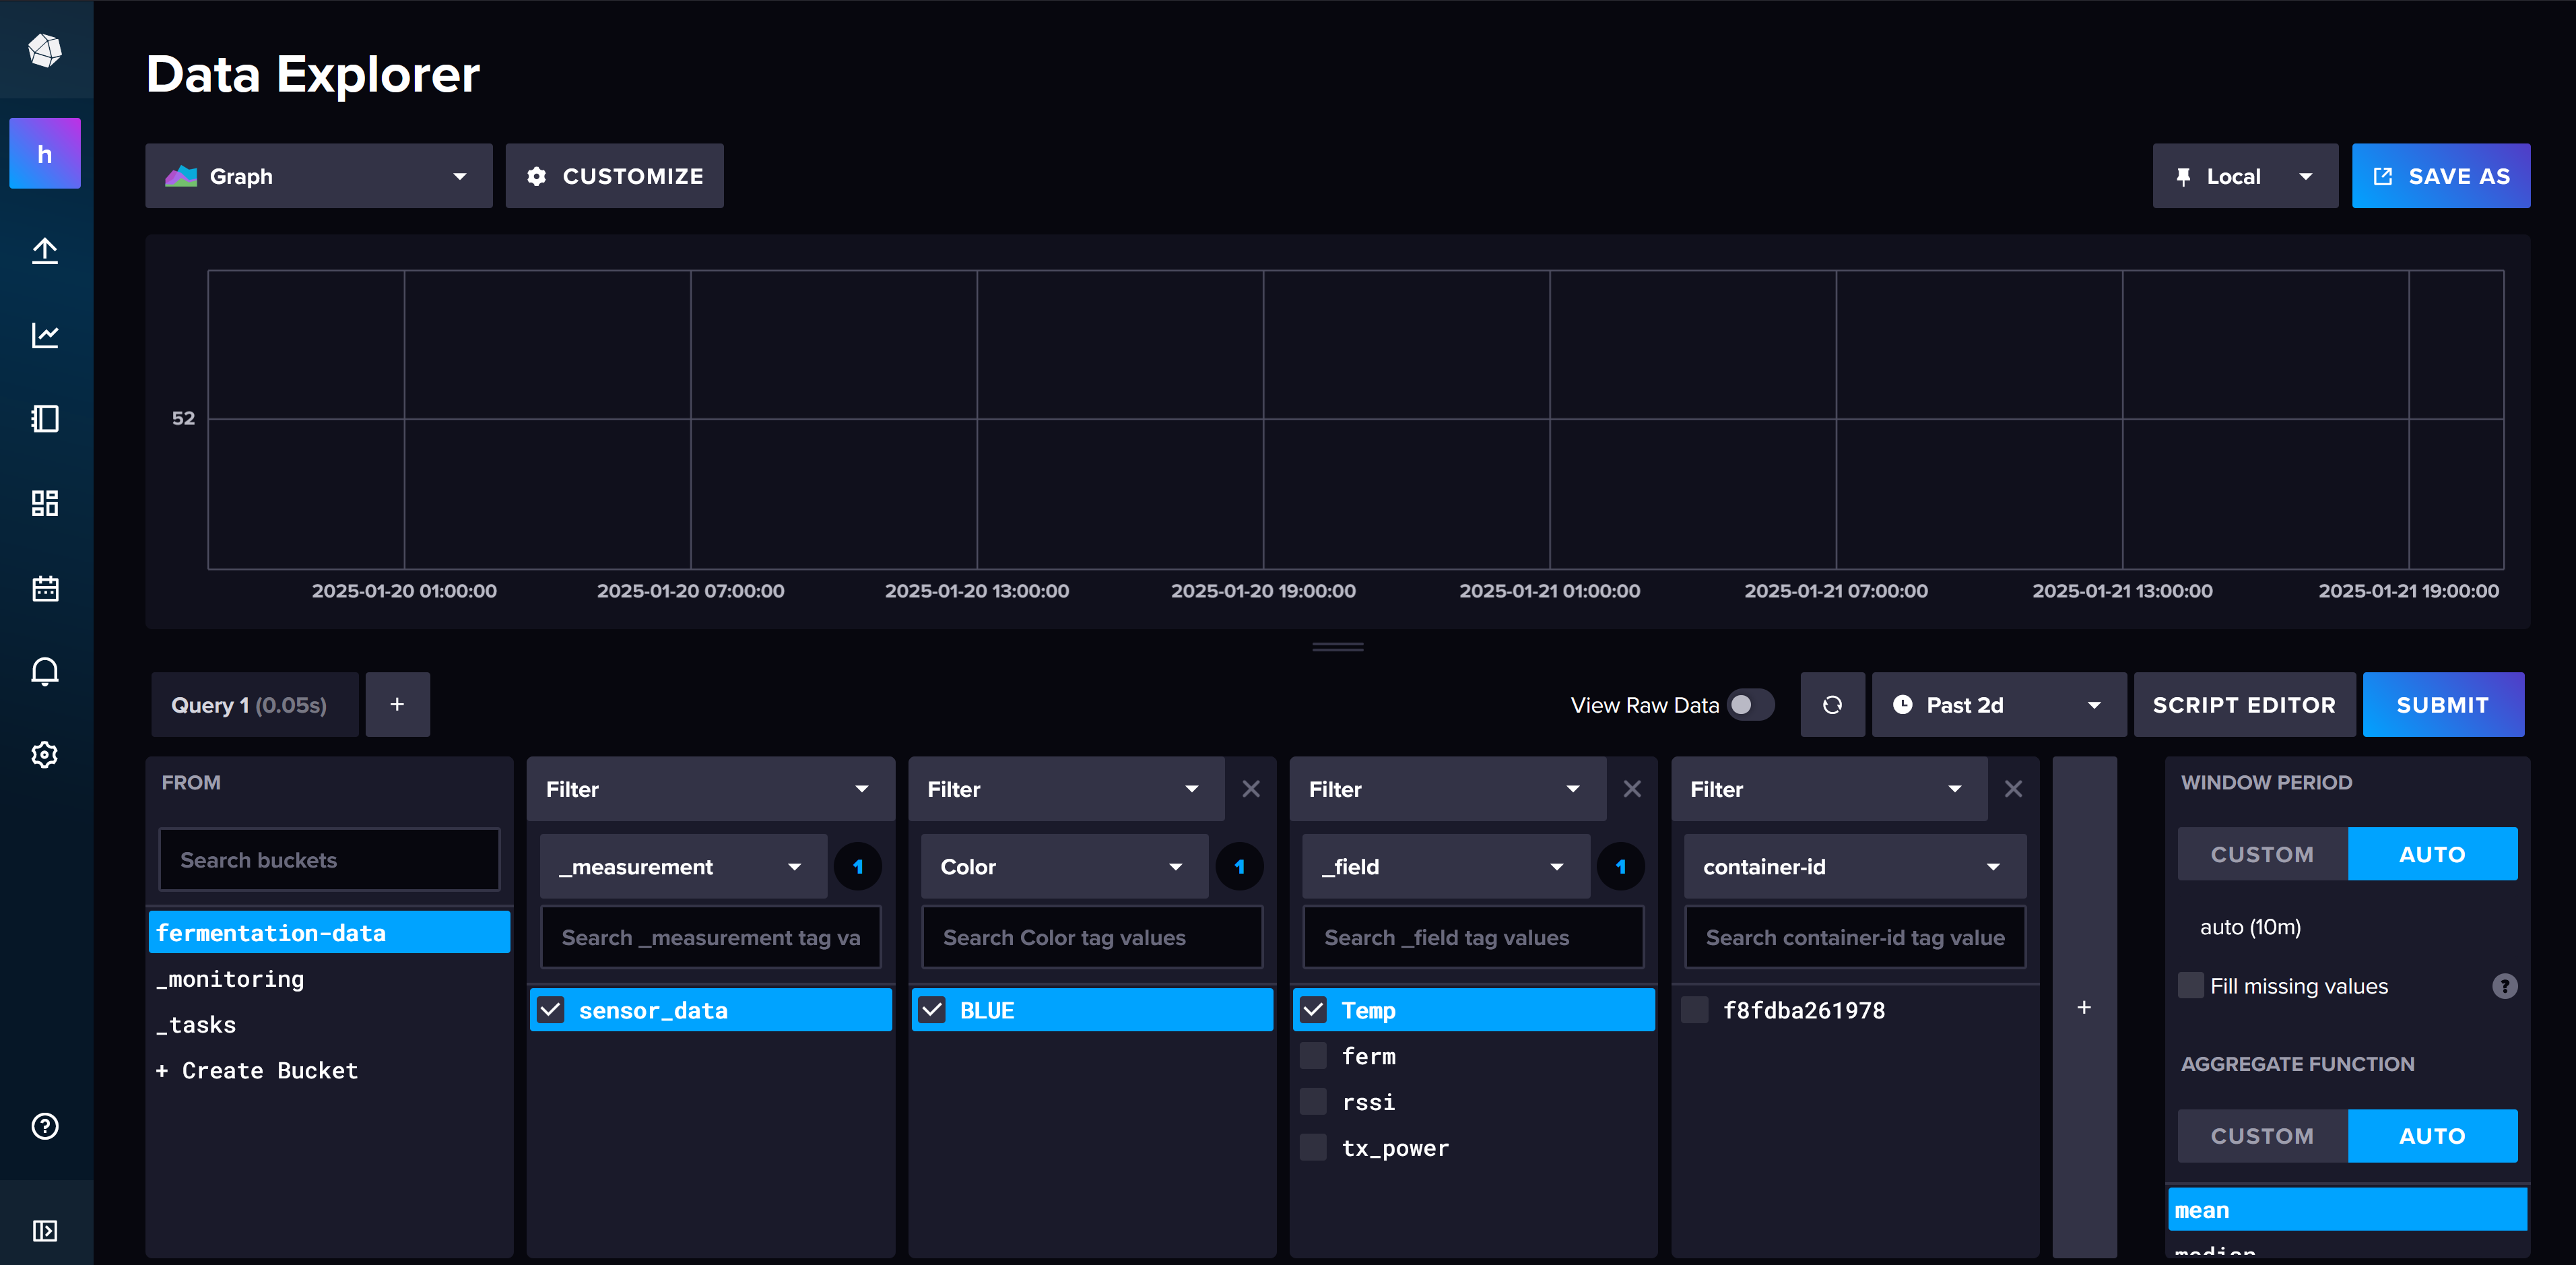 Data Explorer
h
Graph
CUSTOMIZE
Local
SAVE AS
52
2025-01-20 01:00:00
2025-01-20 07:00:00
2025-01-20 13:00:00
2025-01-20 19:00:00
2025-01-21 01:00:00
2025-01-21 07:00:00
2025-01-21 13:00:00
2025-01-21 19:00:00
Query 1 (0.05s)
+
View Raw Data
Past 2d
SCRIPT EDITOR
SUBMIT
FROM
Search buckets
fermentation-data
_monitoring
_tasks
+ Create Bucket
Filter
_measurement
1
Search _measurement tag va
sensor_data
Filter
Color
1
Search Color tag values
BLUE
Filter
_field
1
Search _field tag values
Temp
ferm
rssi
tx_power
Filter
container-id
Search container-id tag value
f8fdba261978
+
WINDOW PERIOD
CUSTOM
AUTO
auto (10m)
Fill missing values
?
AGGREGATE FUNCTION
CUSTOM
AUTO
mean
median